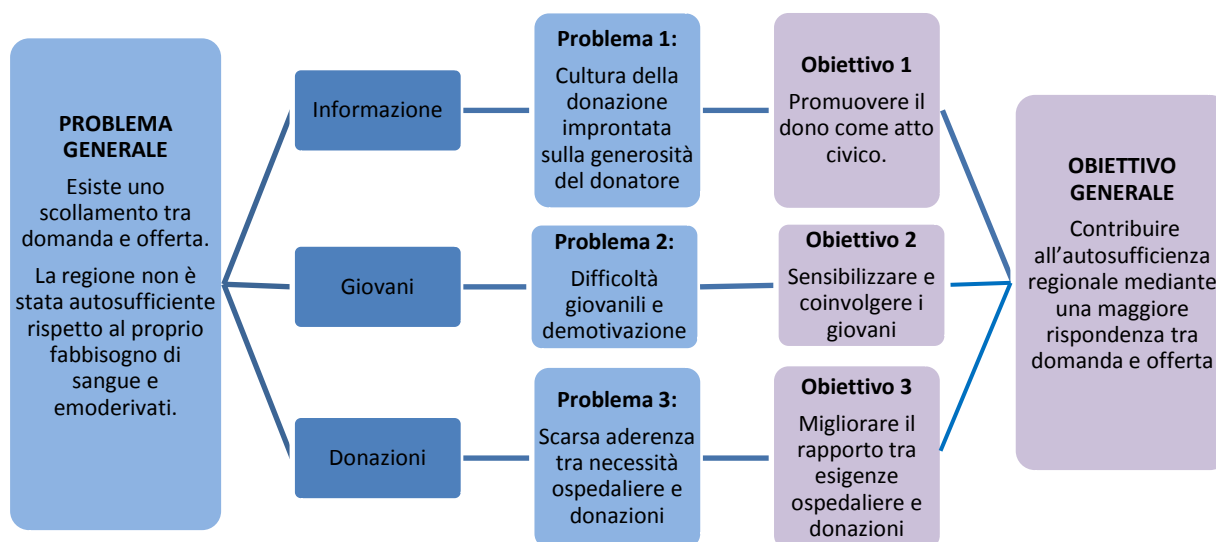 PROBLEMA
GENERALE
Esiste uno
scollamento tra
domanda e offerta.
La regione non è
stata autosufficiente
rispetto al proprio
fabbisogno di
sangue e
emoderivati.
Informazione
Problema 1:
Cultura della
donazione
improntata
sulla generosità
del donatore
Obiettivo 1
Promuovere il
dono come atto
civico.
Giovani
Problema 2:
Difficoltà
giovanili e
demotivazione
Obiettivo 2
Sensibilizzare e
coinvolgere i
giovani
Donazioni
Problema 3:
Scarsa aderenza
tra necessità
ospedaliere e
donazioni
Obiettivo 3
Migliorare il
rapporto tra
esigenze
ospedaliere e
donazioni
OBIETTIVO
GENERALE
Contribuire
all’autosufficienza
regionale mediante
una maggiore
rispondenza tra
domanda e offerta